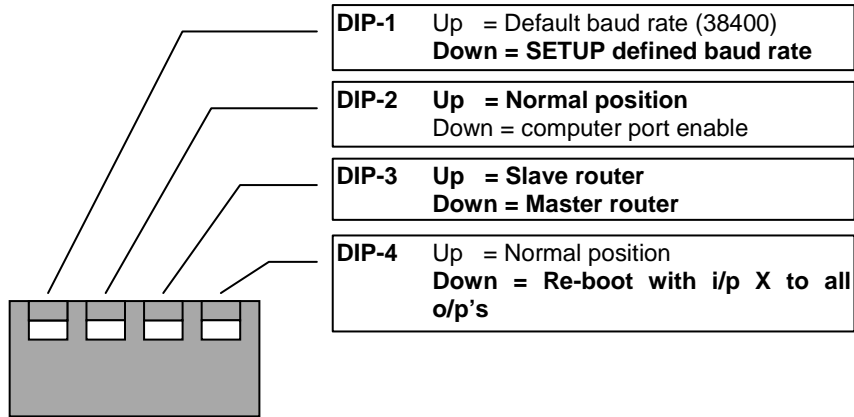 DIP-1 Up = Default baud rate (38400)
Down = SETUP defined baud rate
DIP-2 Up = Normal position
Down = computer port enable
DIP-3 Up = Slave router
Down = Master router
DIP-4 Up = Normal position
Down = Re-boot with i/p X to all
o/p's